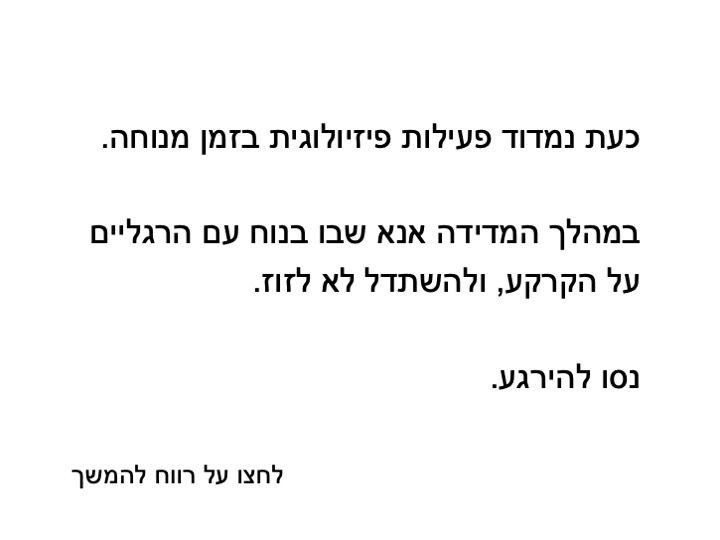 כעת נמדוד פעילות פיזיולוגית בזמן מנוחה.
במהלך המדידה אנא שבו בנוח עם הרגליים
על הקרקע, ולהשתדל לא לזוז.
נסו להירגע.
לחצו על רווח להמשך